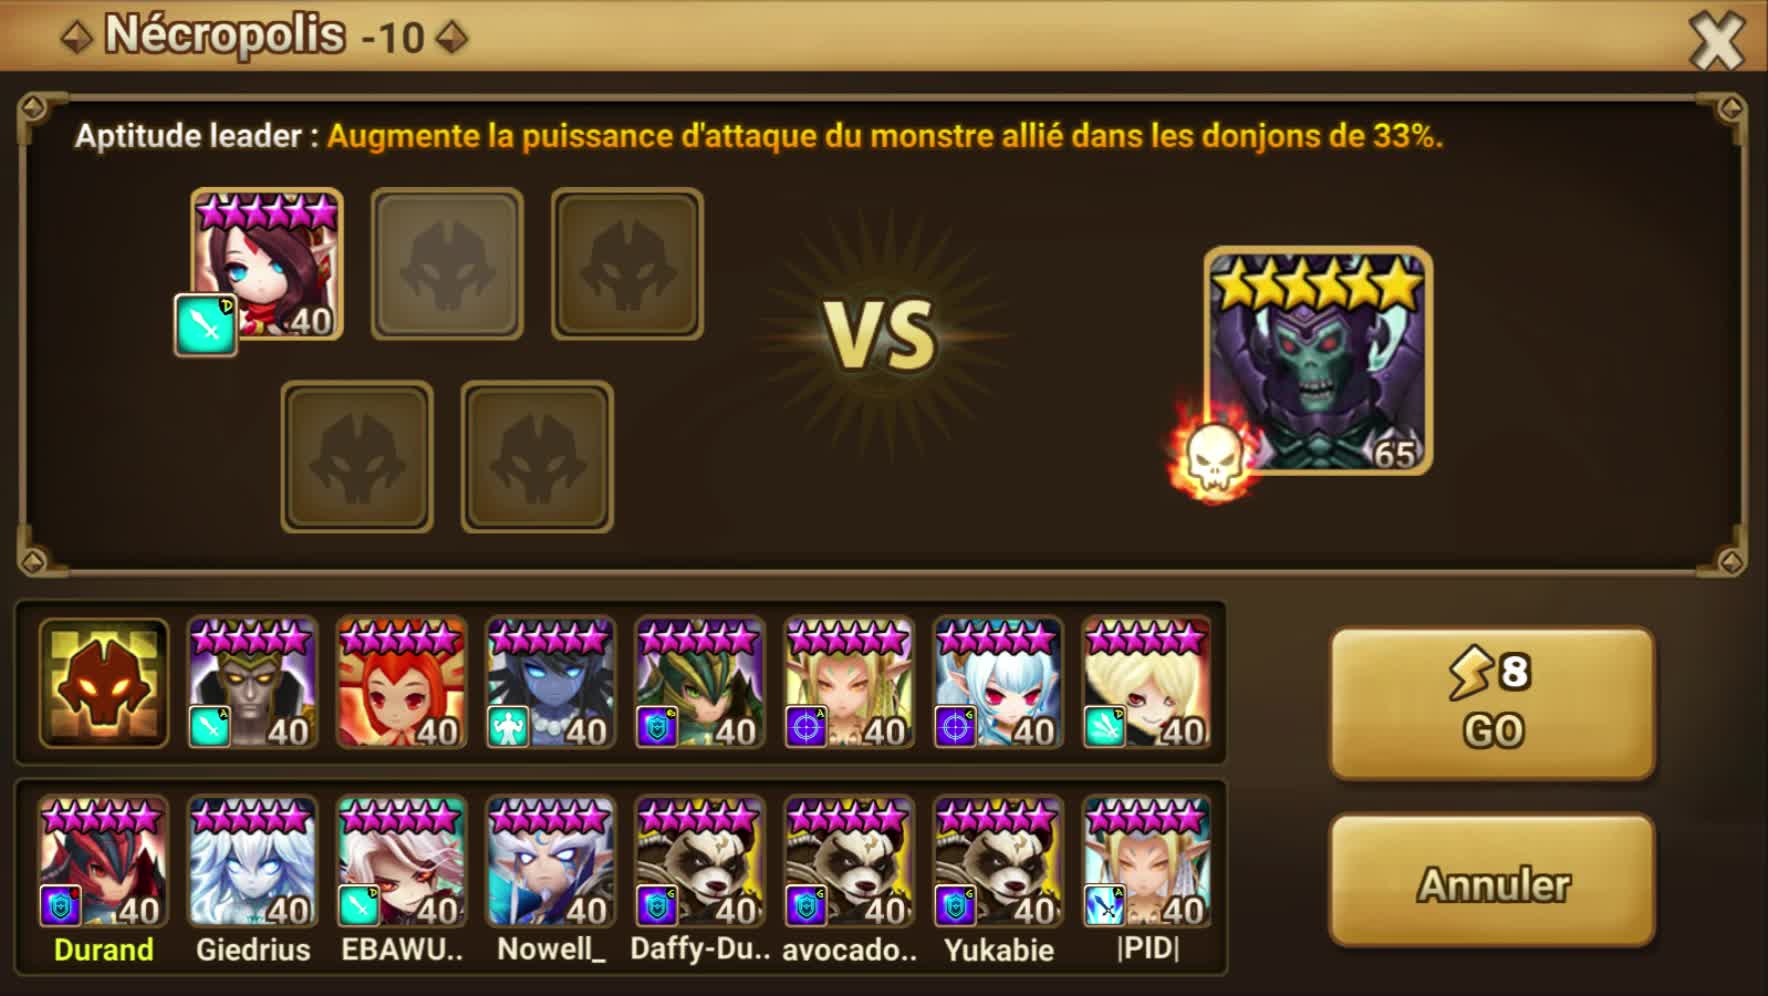 Nécropolis -10
Aptitude leader : Augmente la puissance d'attaque du monstre allié dans les donjons de 33%.
D
40
VS
65
A 40
40
40
40
A 40
G 40
D 40
8
GO
40
40
D 40
40
G 40
G 40
G 40
A 40
Annuler
Durand Giedrius EBAWU.. Nowell_ Daffy-Du.. avocado.. Yukabie |PID|